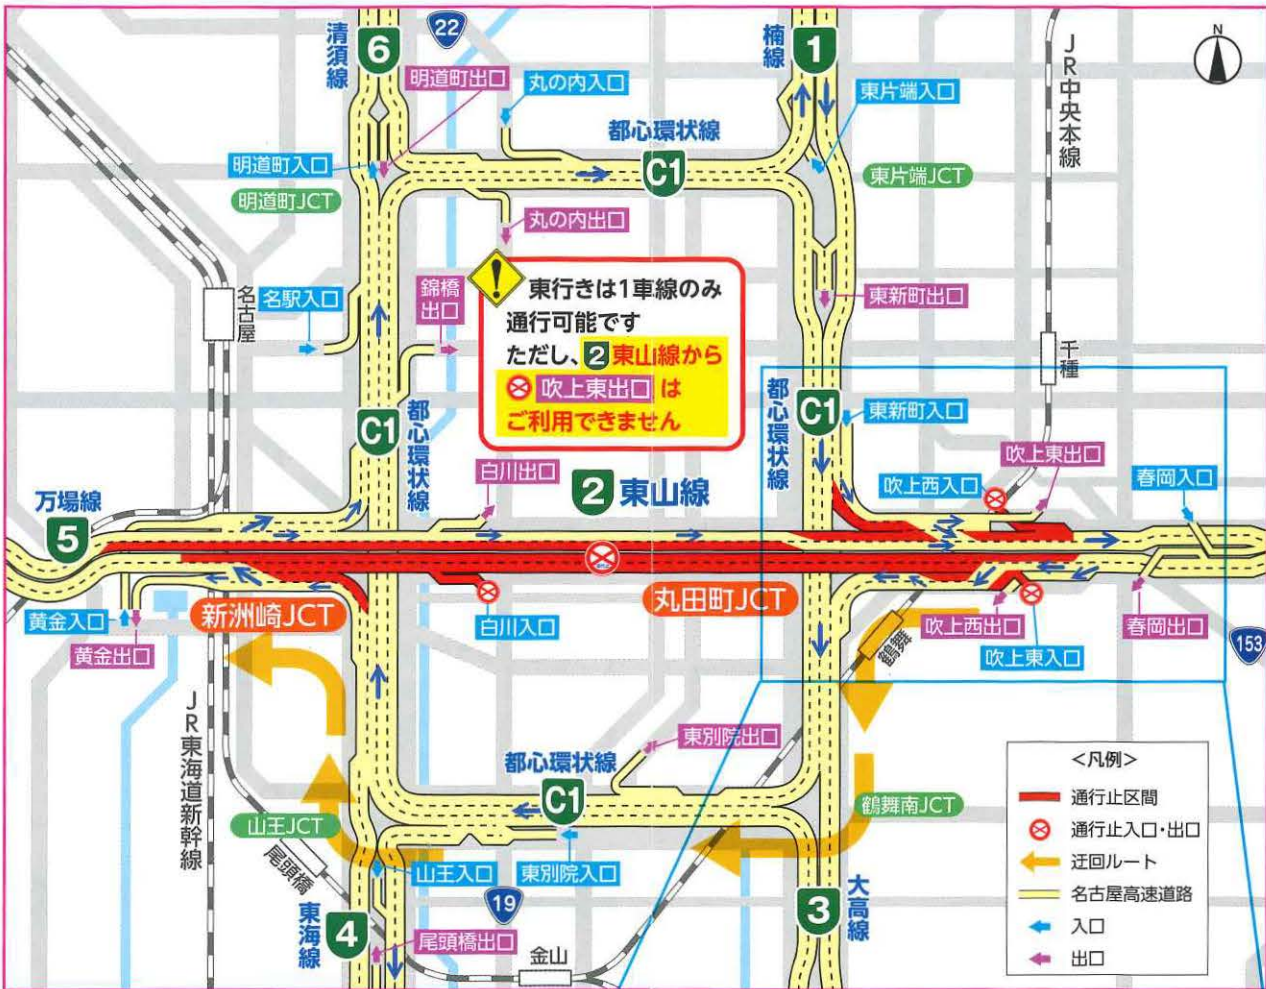 清須線
6
22
明道町出口
丸の内入口
楠線
1
N
JR中央本線
東片端入口
都心環状線
C1
明道町入口
明道町JCT
東片端JCT
丸の内出口
名古屋
名駅入口
錦橋
出口
東行きは1車線のみ
通行可能です
ただし、2東山線から
吹上東出口は
ご利用できません
東新町出口
千種
C1
都心環状線
都心環状線
C1
東新町入口
白川出口
2 東山線
吹上東出口
吹上西入口
春岡入口
万場線
5
黄金入口
黄金出口
新洲崎JCT
白川入口
丸田町JCT
鶴舞
吹上西出口
吹上東入口
春岡出口
153
JR東海道新幹線
東別院出口
都心環状線
C1
山王JCT
尾頭橋
鶴舞南JCT
山王入口
東別院入口
19
東海線
4
尾頭橋出口
金山
3
大高線
<凡例>
通行止区間
通行止入口・出口
迂回ルート
名古屋高速道路
入口
出口